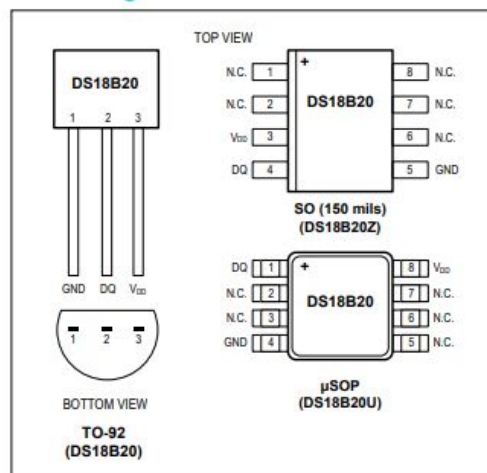 TOP VIEW
DS18B20
1 2 3
GND DQ VDD
1 2 3
BOTTOM VIEW
TO-92
(DS18B20)
+
DS18B20
N.C. 1
N.C. 2
VDD 3
DQ 4
8 N.C.
7 N.C.
6 N.C.
5 GND
SO (150 mils)
(DS18B20Z)
+
DS18B20
DQ 1
N.C. 2
N.C. 3
GND 4
8 VDD
7 N.C.
6 N.C.
5 N.C.
µSOP
(DS18B20U)